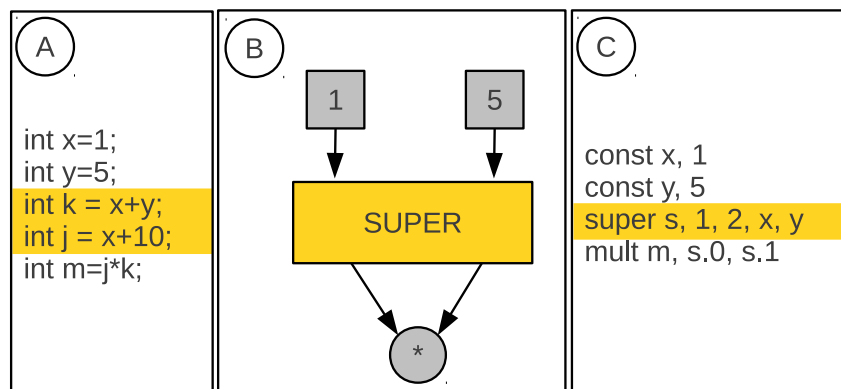 A
int x=1;
int y=5;
int k = x+y;
int j = x+10;
int m=j*k;
B
1
5
SUPER
*
C
const x, 1
const y, 5
super s, 1, 2, x, y
mult m, s.0, s.1